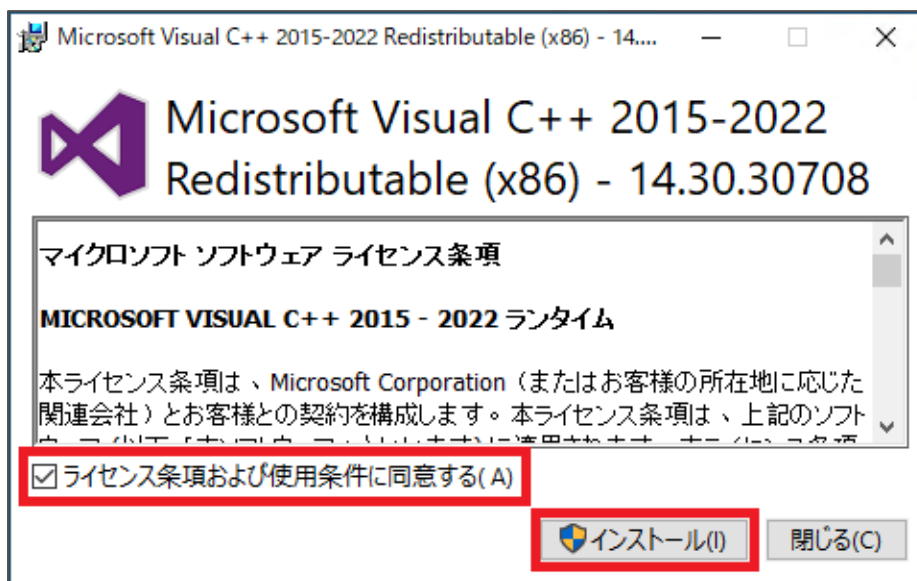 Microsoft Visual C++ 2015-2022 Redistributable (x86) - 14....
Microsoft Visual C++ 2015-2022
Redistributable (x86) - 14.30.30708
マイクロソフト ソフトウェア ライセンス条項
MICROSOFT VISUAL C++ 2015 - 2022 ランタイム
本ライセンス条項は、Microsoft Corporation（またはお客様の所在地に応じた
関連会社）とお客様との契約を構成します。本ライセンス条項は、上記のソフト
ライセンス条項および使用条件に同意する(A)
インストール(I)
閉じる(C)